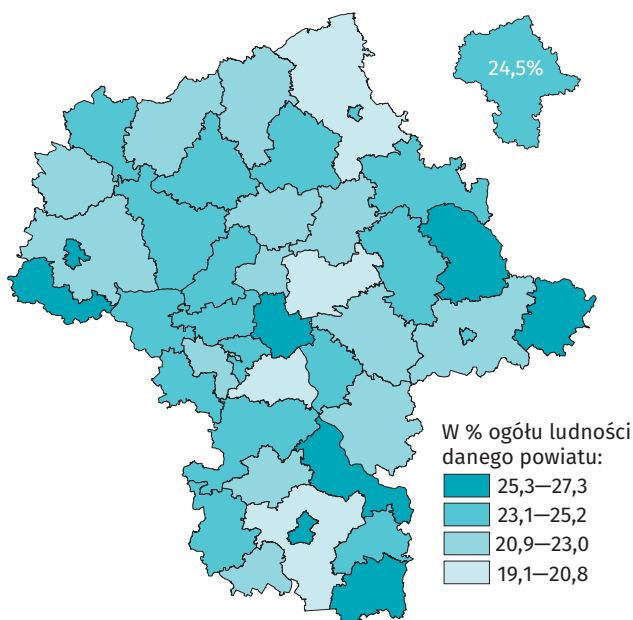 24,5%
W % ogółu ludności
danego powiatu:
25,3—27,3
23,1—25,2
20,9—23,0
19,1—20,8